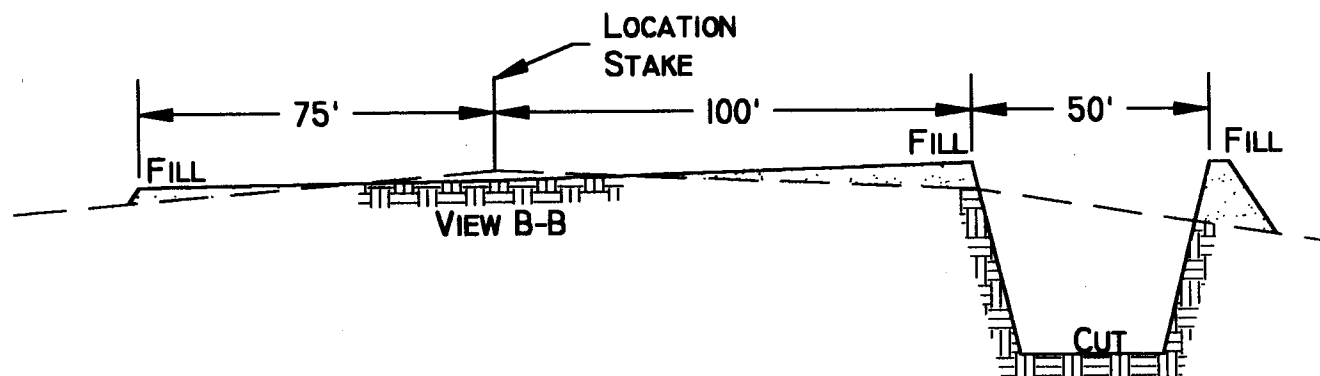 LOCATION
STAKE
75' 100' 50'
FILL FILL FILL
VIEW B-B
CUT